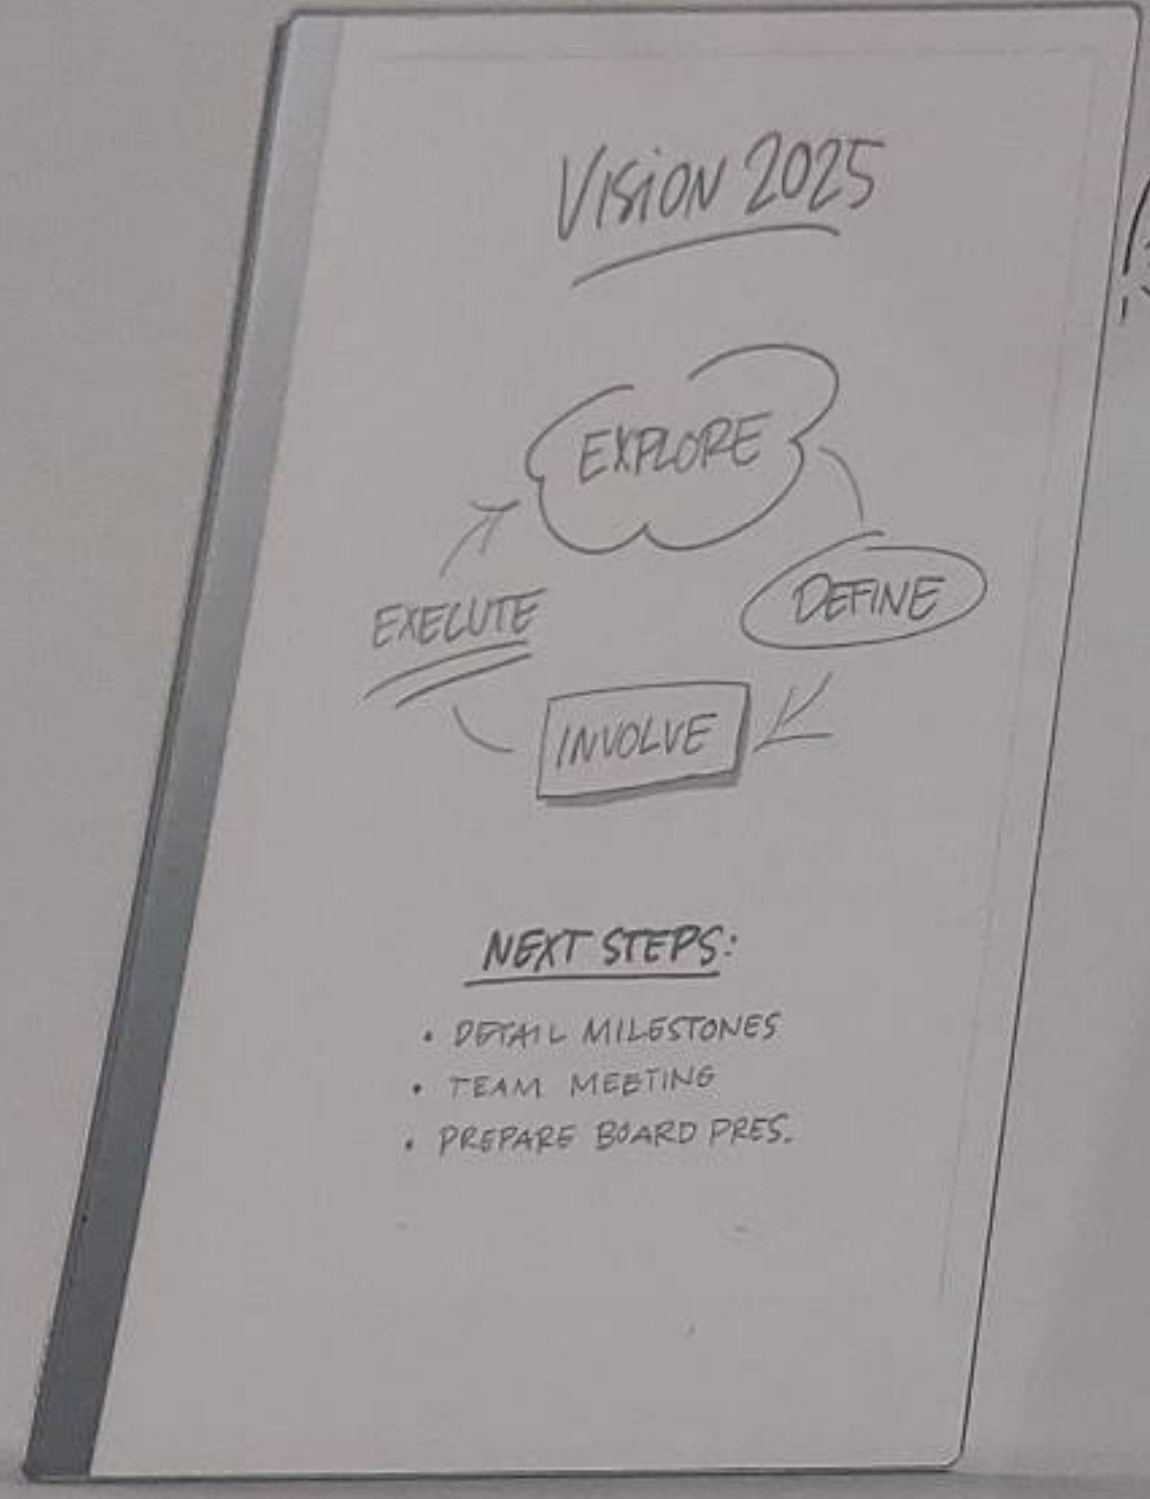 VISION 2025
EXPLORE
DEFINE
EXECUTE
INVOLVE
NEXT STEPS:
• DETAIL MILESTONES
• TEAM MEETING
• PREPARE BOARD PRES.